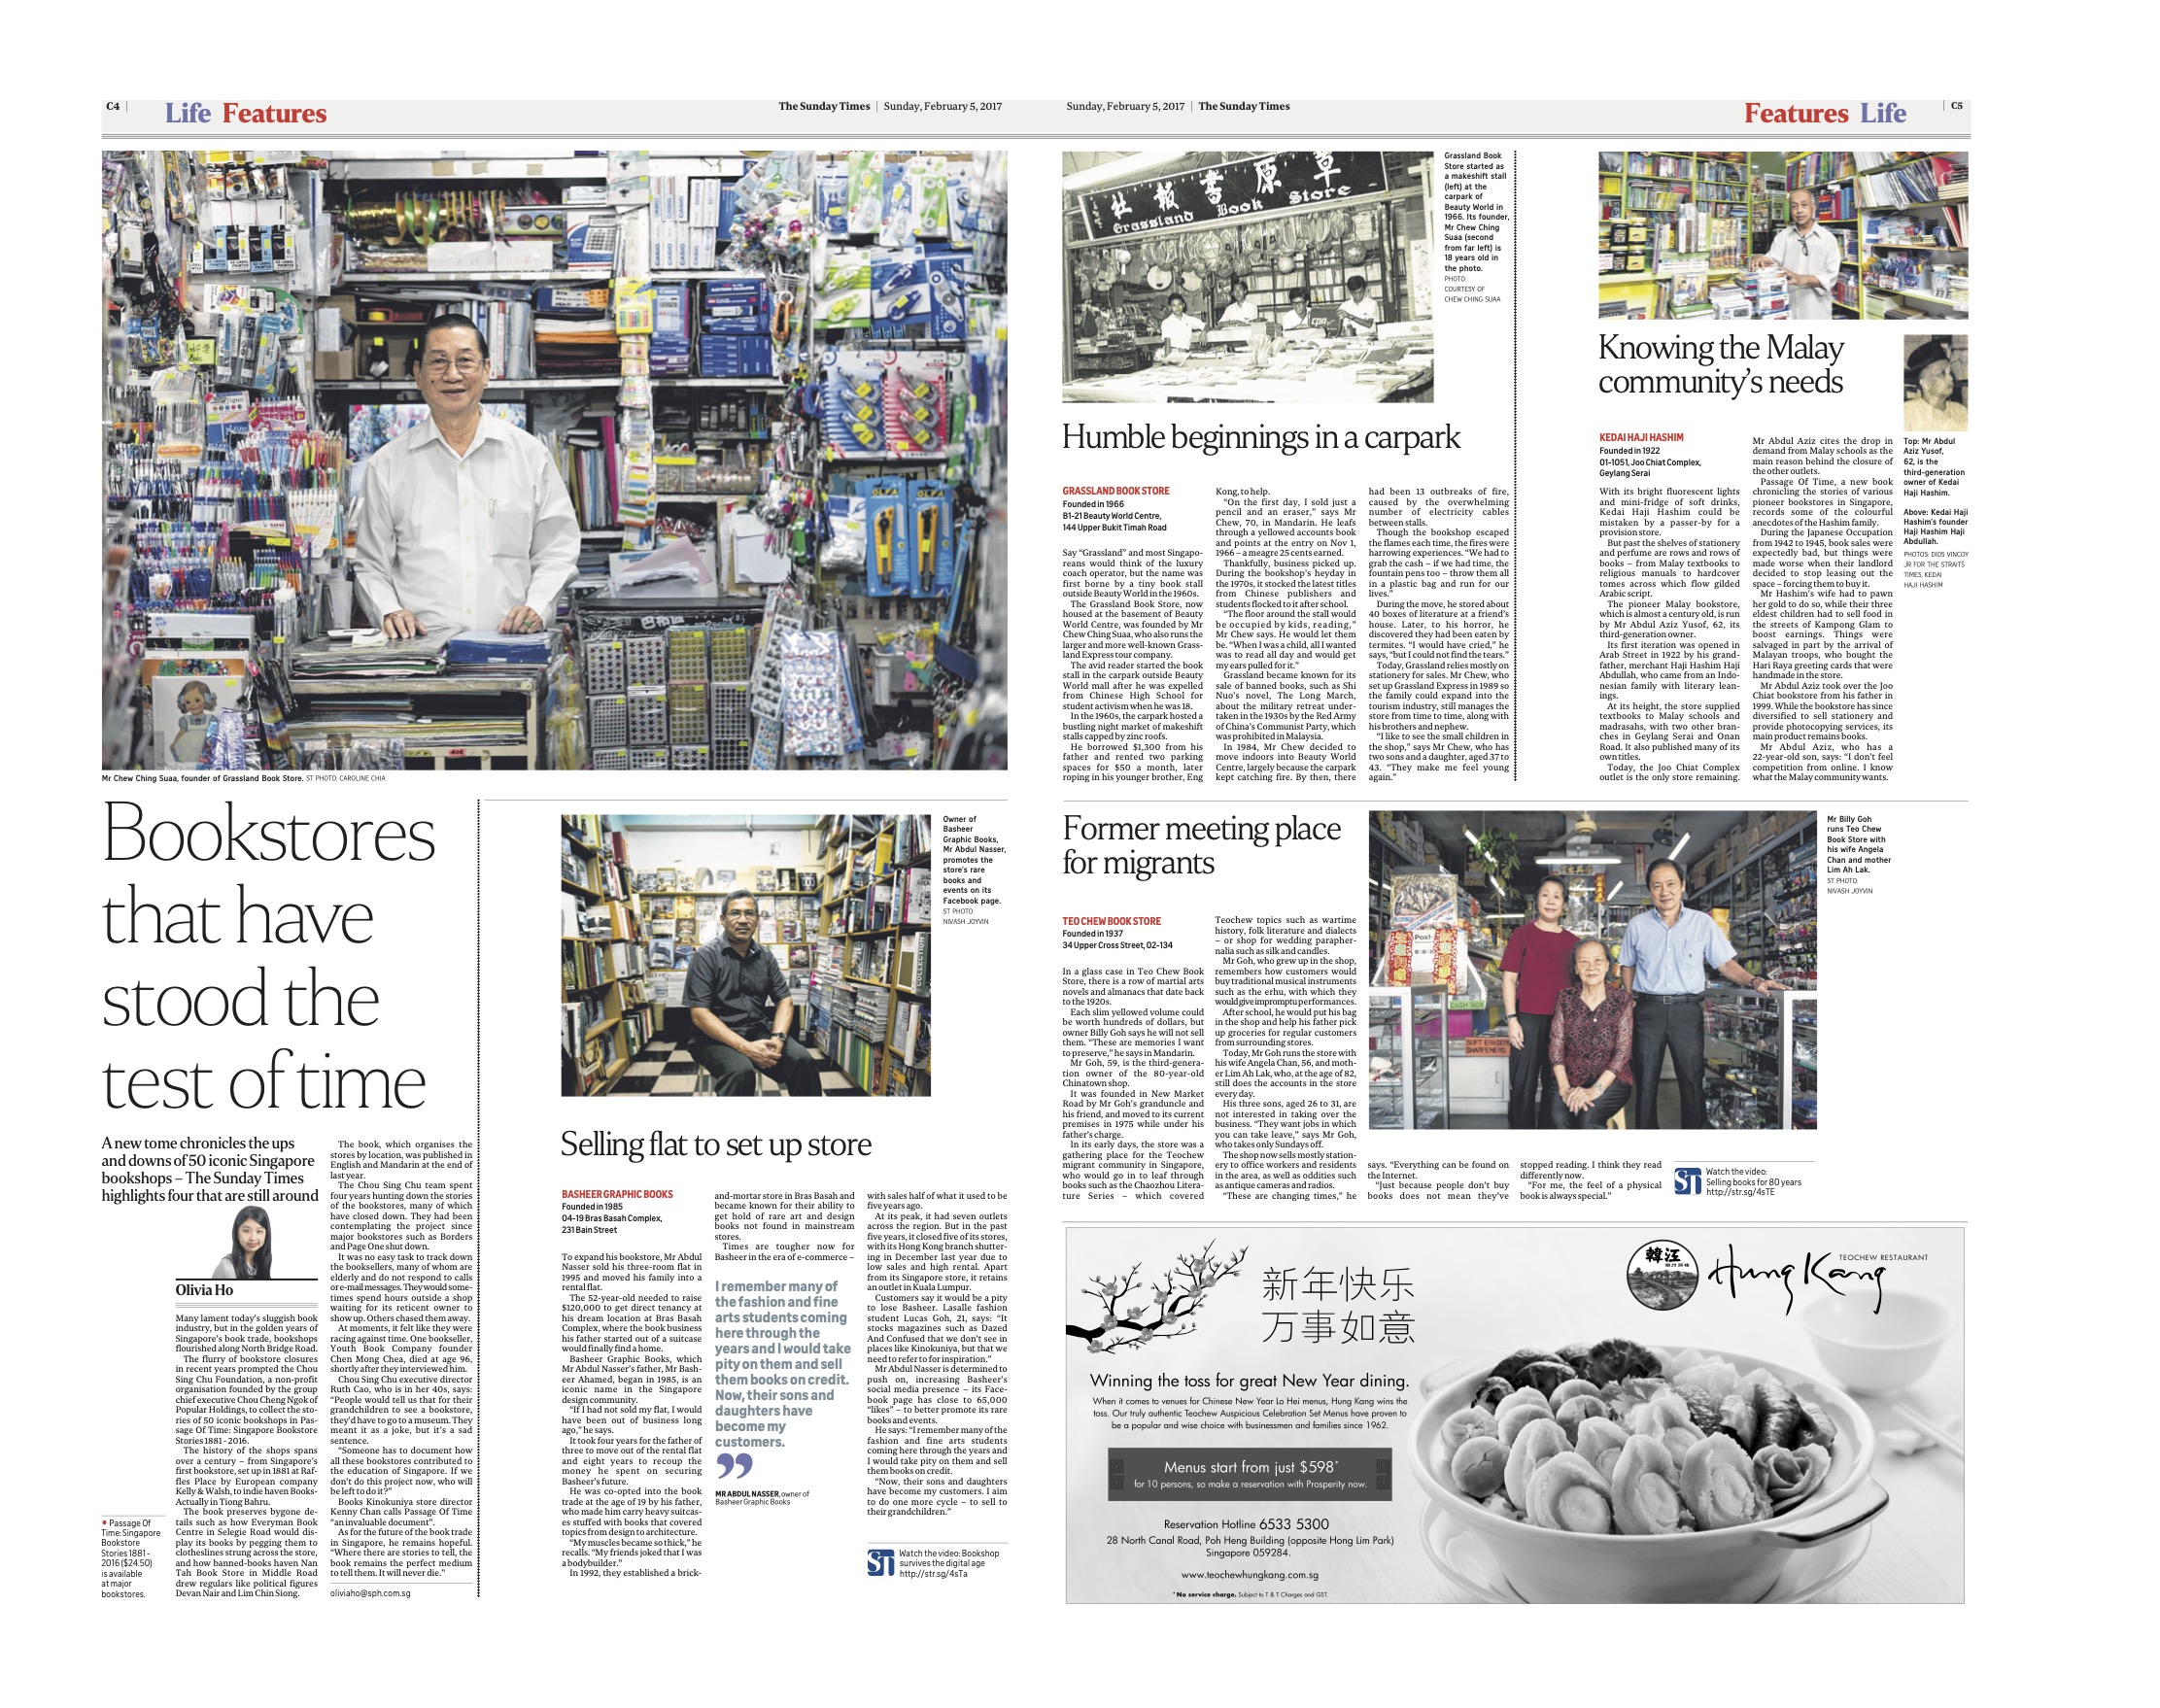 C4
Life Features
The Sunday Times | Sunday, February 5, 2017
Sunday, February 5, 2017 | The Sunday Times
Features Life
C5
Mr Chew Ching Suaa, founder of Grassland Book Store. ST PHOTO: CAROLINE CHIA
Bookstores
that have
stood the
test of time
A new tome chronicles the ups
and downs of 50 iconic Singapore
bookshops – The Sunday Times
highlights four that are still around
Olivia Ho
Many lament today's sluggish book
industry, but in the golden years of
Singapore's book trade, bookshops
flourished along North Bridge Road.
The flurry of bookstore closures
in recent years prompted the Chou
Sing Chu Foundation, a non-profit
organisation founded by the group
chief executive Chou Cheng Ngok of
Popular Holdings, to collect the sto-
ries of 50 iconic bookshops in Pas-
sage Of Time: Singapore Bookstore
Stories 1881 - 2016.
The history of the shops spans
over a century – from Singapore's
first bookstore, set up in 1881 at Raf-
fles Place by European company
Kelly & Walsh, to indie haven Books-
Actually in Tiong Bahru.
The book preserves bygone de-
tails such as how Everyman Book
Centre in Selegie Road would dis-
play its books by pegging them to
clotheslines strung across the store,
and how banned-books haven Nan
Tah Book Store in Middle Road
drew regulars like political figures
Devan Nair and Lim Chin Siong.
• Passage Of
Time: Singapore
Bookstore
Stories 1881 -
2016 ($24.50)
is available
at major
bookstores.
The book, which organises the
stores by location, was published in
English and Mandarin at the end of
last year.
The Chou Sing Chu team spent
four years hunting down the stories
of the bookstores, many of which
have closed down. They had been
contemplating the project since
major bookstores such as Borders
and Page One shut down.
It was no easy task to track down
the booksellers, many of whom are
elderly and do not respond to calls
or e-mail messages. They would some-
times spend hours outside a shop
waiting for its reticent owner to
show up. Others chased them away.
At moments, it felt like they were
racing against time. One bookseller,
Youth Book Company founder
Chen Mong Chea, died at age 96,
shortly after they interviewed him.
Chou Sing Chu executive director
Ruth Cao, who is in her 40s, says:
"People would tell us that for their
grandchildren to see a bookstore,
they'd have to go to a museum. They
meant it as a joke, but it's a sad
sentence.
"Someone has to document how
all these bookstores contributed to
the education of Singapore. If we
don't do this project now, who will
be left to do it?"
Books Kinokuniya store director
Kenny Chan calls Passage Of Time
"an invaluable document".
As for the future of the book trade
in Singapore, he remains hopeful.
"Where there are stories to tell, the
book remains the perfect medium
to tell them. It will never die."
oliviaho@sph.com.sg
Owner of
Basheer
Graphic Books,
Mr Abdul Nasser,
promotes the
store's rare
books and
events on its
Facebook page.
ST PHOTO:
NIVASH JOYVIN
Selling flat to set up store
BASHEER GRAPHIC BOOKS
Founded in 1985
04-19 Bras Basah Complex,
231 Bain Street
To expand his bookstore, Mr Abdul
Nasser sold his three-room flat in
1995 and moved his family into a
rental flat.
The 52-year-old needed to raise
$120,000 to get direct tenancy at
his dream location at Bras Basah
Complex, where the book business
his father started out of a suitcase
would finally find a home.
Basheer Graphic Books, which
Mr Abdul Nasser's father, Mr Bash-
eer Ahamed, began in 1985, is an
iconic name in the Singapore
design community.
"If I had not sold my flat, I would
have been out of business long
ago," he says.
It took four years for the father of
three to move out of the rental flat
and eight years to recoup the
money he spent on securing
Basheer's future.
He was co-opted into the book
trade at the age of 19 by his father,
who made him carry heavy suitcas-
es stuffed with books that covered
topics from design to architecture.
"My muscles became so thick," he
recalls. "My friends joked that I was
a bodybuilder."
In 1992, they established a brick-
and-mortar store in Bras Basah and
became known for their ability to
get hold of rare art and design
books not found in mainstream
stores.
Times are tougher now for
Basheer in the era of e-commerce –
I remember many of
the fashion and fine
arts students coming
here through the
years and I would take
pity on them and sell
them books on credit.
Now, their sons and
daughters have
become my
customers.
”
MR ABDUL NASSER, owner of
Basheer Graphic Books
with sales half of what it used to be
five years ago.
At its peak, it had seven outlets
across the region. But in the past
five years, it closed five of its stores,
with its Hong Kong branch shutter-
ing in December last year due to
low sales and high rental. Apart
from its Singapore store, it retains
an outlet in Kuala Lumpur.
Customers say it would be a pity
to lose Basheer. Lasalle fashion
student Lucas Goh, 21, says: "It
stocks magazines such as Dazed
And Confused that we don't see in
places like Kinokuniya, but that we
need to refer to for inspiration."
Mr Abdul Nasser is determined to
push on, increasing Basheer's
social media presence – its Face-
book page has close to 65,000
"likes" – to better promote its rare
books and events.
He says: "I remember many of the
fashion and fine arts students
coming here through the years and
I would take pity on them and sell
them books on credit.
"Now, their sons and daughters
have become my customers. I aim
to do one more cycle – to sell to
their grandchildren."
ST
Watch the video: Bookshop
survives the digital age
http://str.sg/4sTa
社報書原草
Grassland Book Store
Grassland Book
Store started as
a makeshift stall
(left) at the
carpark of
Beauty World in
1966. Its founder,
Mr Chew Ching
Suaa (second
from far left) is
18 years old in
the photo.
PHOTO:
COURTESY OF
CHEW CHING SUAA
Humble beginnings in a carpark
GRASSLAND BOOK STORE
Founded in 1966
B1-21 Beauty World Centre,
144 Upper Bukit Timah Road
Say "Grassland" and most Singapo-
reans would think of the luxury
coach operator, but the name was
first borne by a tiny book stall
outside Beauty World in the 1960s.
The Grassland Book Store, now
housed at the basement of Beauty
World Centre, was founded by Mr
Chew Ching Suaa, who also runs the
larger and more well-known Grass-
land Express tour company.
The avid reader started the book
stall in the carpark outside Beauty
World mall after he was expelled
from Chinese High School for
student activism when he was 18.
In the 1960s, the carpark hosted a
bustling night market of makeshift
stalls capped by zinc roofs.
He borrowed $1,300 from his
father and rented two parking
spaces for $50 a month, later
roping in his younger brother, Eng
Kong, to help.
"On the first day, I sold just a
pencil and an eraser," says Mr
Chew, 70, in Mandarin. He leafs
through a yellowed accounts book
and points at the entry on Nov 1,
1966 – a meagre 25 cents earned.
Thankfully, business picked up.
During the bookshop's heyday in
the 1970s, it stocked the latest titles
from Chinese publishers and
students flocked to it after school.
"The floor around the stall would
be occupied by kids, reading,"
Mr Chew says. He would let them
be. "When I was a child, all I wanted
was to read all day and would get
my ears pulled for it."
Grassland became known for its
sale of banned books, such as Shi
Nuo's novel, The Long March,
about the military retreat under-
taken in the 1930s by the Red Army
of China's Communist Party, which
was prohibited in Malaysia.
In 1984, Mr Chew decided to
move indoors into Beauty World
Centre, largely because the carpark
kept catching fire. By then, there
had been 13 outbreaks of fire,
caused by the overwhelming
number of electricity cables
between stalls.
Though the bookshop escaped
the flames each time, the fires were
harrowing experiences. "We had to
grab the cash – if we had time, the
fountain pens too – throw them all
in a plastic bag and run for our
lives."
During the move, he stored about
40 boxes of literature at a friend's
house. Later, to his horror, he
discovered they had been eaten by
termites. "I would have cried," he
says, "but I could not find the tears."
Today, Grassland relies mostly on
stationery for sales. Mr Chew, who
set up Grassland Express in 1989 so
the family could expand into the
tourism industry, still manages the
store from time to time, along with
his brothers and nephew.
"I like to see the small children in
the shop," says Mr Chew, who has
two sons and a daughter, aged 37 to
43. "They make me feel young
again."
Knowing the Malay
community's needs
KEDAI HAJI HASHIM
Founded in 1922
01-1051, Joo Chiat Complex,
Geylang Serai
With its bright fluorescent lights
and mini-fridge of soft drinks,
Kedai Haji Hashim could be
mistaken by a passer-by for a
provision store.
But past the shelves of stationery
and perfume are rows and rows of
books – from Malay textbooks to
religious manuals to hardcover
tomes across which flow gilded
Arabic script.
The pioneer Malay bookstore,
which is almost a century old, is run
by Mr Abdul Aziz Yusof, 62, its
third-generation owner.
Its first iteration was opened in
Arab Street in 1922 by his grand-
father, merchant Haji Hashim Haji
Abdullah, who came from an Indo-
nesian family with literary lean-
ings.
At its height, the store supplied
textbooks to Malay schools and
madrasahs, with two other bran-
ches in Geylang Serai and Onan
Road. It also published many of its
own titles.
Today, the Joo Chiat Complex
outlet is the only store remaining.
Mr Abdul Aziz cites the drop in
demand from Malay schools as the
main reason behind the closure of
the other outlets.
Passage Of Time, a new book
chronicling the stories of various
pioneer bookstores in Singapore,
records some of the colourful
anecdotes of the Hashim family.
During the Japanese Occupation
from 1942 to 1945, book sales were
expectedly bad, but things were
made worse when their landlord
decided to stop leasing out the
space – forcing them to buy it.
Mr Hashim's wife had to pawn
her gold to do so, while their three
eldest children had to sell food in
the streets of Kampong Glam to
boost earnings. Things were
salvaged in part by the arrival of
Malayan troops, who bought the
Hari Raya greeting cards that were
handmade in the store.
Mr Abdul Aziz took over the Joo
Chiat bookstore from his father in
1999. While the bookstore has since
diversified to sell stationery and
provide photocopying services, its
main product remains books.
Mr Abdul Aziz, who has a
22-year-old son, says: "I don't feel
competition from online. I know
what the Malay community wants.
Top: Mr Abdul
Aziz Yusof,
62, is the
third-generation
owner of Kedai
Haji Hashim.
Above: Kedai Haji
Hashim's founder
Haji Hashim Haji
Abdullah.
PHOTOS: DIOS VINCOY
JR FOR THE STRAITS
TIMES, KEDAI
HAJI HASHIM
Former meeting place
for migrants
TEO CHEW BOOK STORE
Founded in 1937
34 Upper Cross Street, 02-134
In a glass case in Teo Chew Book
Store, there is a row of martial arts
novels and almanacs that date back
to the 1920s.
Each slim yellowed volume could
be worth hundreds of dollars, but
owner Billy Goh says he will not sell
them. "These are memories I want
to preserve," he says in Mandarin.
Mr Goh, 59, is the third-genera-
tion owner of the 80-year-old
Chinatown shop.
It was founded in New Market
Road by Mr Goh's granduncle and
his friend, and moved to its current
premises in 1975 while under his
father's charge.
In its early days, the store was a
gathering place for the Teochew
migrant community in Singapore,
who would go in to leaf through
books such as the Chaozhou Litera-
ture Series – which covered
Teochew topics such as wartime
history, folk literature and dialects
– or shop for wedding parapher-
nalia such as silk and candles.
Mr Goh, who grew up in the shop,
remembers how customers would
buy traditional musical instruments
such as the erhu, with which they
would give impromptu performances.
After school, he would put his bag
in the shop and help his father pick
up groceries for regular customers
from surrounding stores.
Today, Mr Goh runs the store with
his wife Angela Chan, 56, and moth-
er Lim Ah Lak, who, at the age of 82,
still does the accounts in the store
every day.
His three sons, aged 26 to 31, are
not interested in taking over the
business. "They want jobs in which
you can take leave," says Mr Goh,
who takes only Sundays off.
The shop now sells mostly station-
ery to office workers and residents
in the area, as well as oddities such
as antique cameras and radios.
"These are changing times," he
says. "Everything can be found on
the Internet.
"Just because people don't buy
books does not mean they've
stopped reading. I think they read
differently now.
"For me, the feel of a physical
book is always special."
CASH BOX
SOFT ERASERS
SHARPENERS
Mr Billy Goh
runs Teo Chew
Book Store with
his wife Angela
Chan and mother
Lim Ah Lak.
ST PHOTO:
NIVASH JOYVIN
ST
Watch the video:
Selling books for 80 years
http://str.sg/4sTE
新年快乐
万事如意
韓江
Hung Kang
TEOCHEW RESTAURANT
Winning the toss for great New Year dining.
When it comes to venues for Chinese New Year Lo Hei menus, Hung Kang wins the
toss. Our truly authentic Teochew Auspicious Celebration Set Menus have proven to
be a popular and wise choice with businessmen and families since 1962.
Menus start from just $598*
for 10 persons, so make a reservation with Prosperity now.
Reservation Hotline 6533 5300
28 North Canal Road, Poh Heng Building (opposite Hong Lim Park)
Singapore 059284.
www.teochewhungkang.com.sg
* No service charge. Subject to T & T Charges and GST.